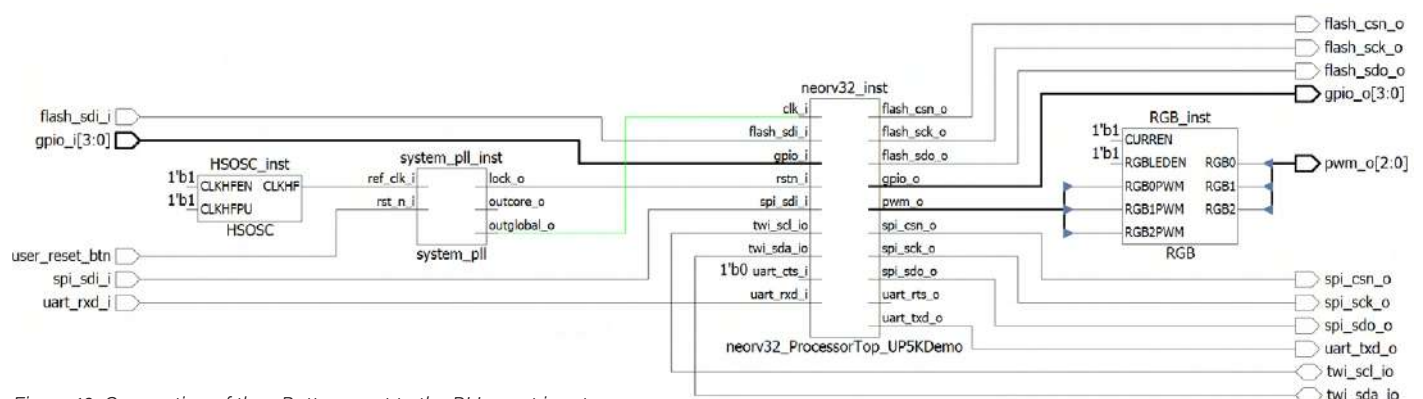 flash_csn_o
flash_sck_o
flash_sdo_o
gpio_o[3:0]
neorv32_inst
flash_sdi_i
gpio_i[3:0]
clk_i
flash_csn_o
flash_sdi_i
flash_sck_o
gpio_i
flash_sdo_o
rstn_i
gpio_o
spi_sdi_i
pwm_o
twi_scl_io
spi_csn_o
twi_sda_io
spi_sck_o
1'b0 uart_cts_i
spi_sdo_o
uart_rxd_i
uart_rts_o
uart_txd_o
neorv32_ProcessorTop_UP5KDemo
HSOSC_inst
1'b1 CLKHFEN CLKHF
1'b1 CLKHFPU
HSOSC
system_pll_inst
ref_clk_i lock_o
rst_n_i outcore_o
outglobal_o
system_pll
user_reset_btn
spi_sdi_i
uart_rxd_i
RGB_inst
1'b1 CURREN
1'b1 RGBLEDEN RGB0
RGB0PWM RGB1
RGB1PWM RGB2
RGB2PWM
RGB
pwm_o[2:0]
spi_csn_o
spi_sck_o
spi_sdo_o
uart_txd_o
twi_scl_io
twi_sda_io